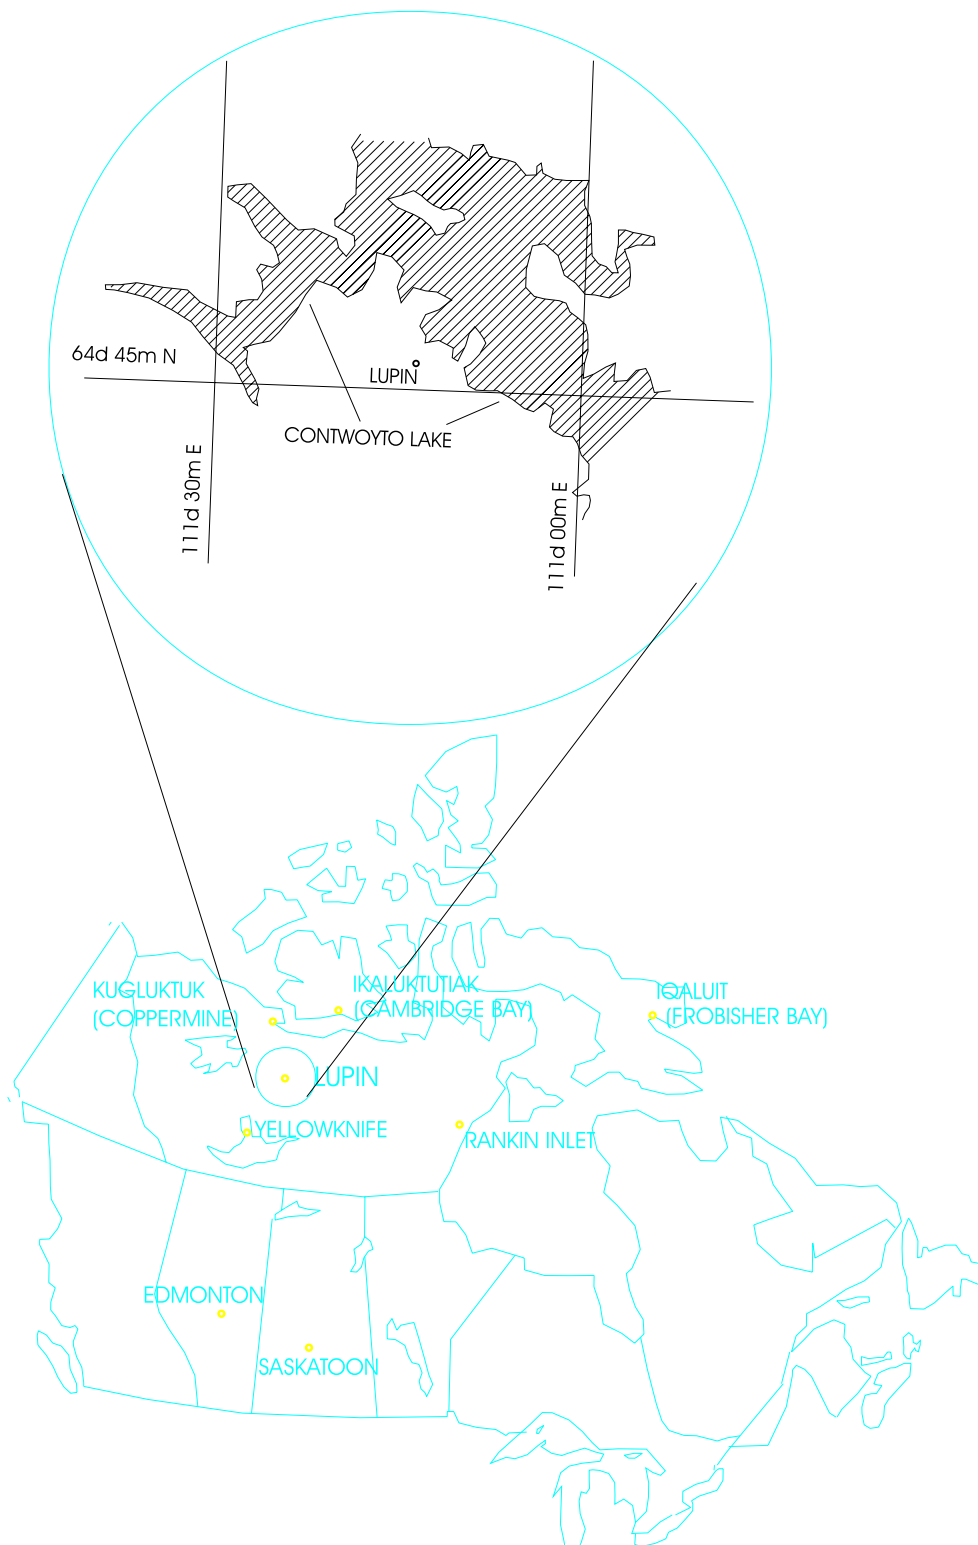 64d 45m N
LUPIN
CONTWOYTO LAKE
111d 30m E
111d 00m E
KUGLUKTUK
(COPPERMINE)
IKALUKTUTIAK
(CAMBRIDGE BAY)
IQALUIT
(FROBISHER BAY)
LUPIN
YELLOWKNIFE
RANKIN INLET
EDMONTON
SASKATOON